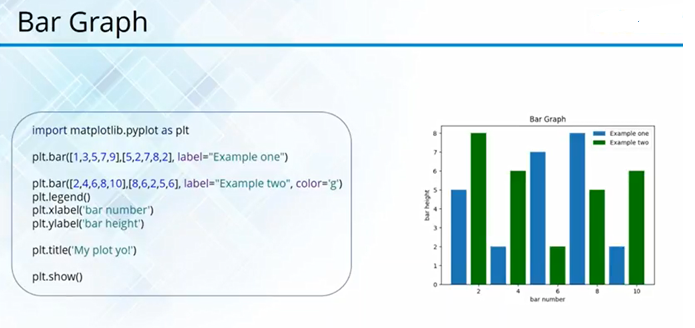 Bar Graph
import matplotlib.pyplot as plt
plt.bar([1,3,5,7,9],[5,2,7,8,2], label="Example one")
plt.bar([2,4,6,8,10],[8,6,2,5,6], label="Example two", color='g')
plt.legend()
plt.xlabel('bar number')
plt.ylabel('bar height')
plt.title('My plot yo!')
plt.show()
Bar Graph
Example one
Example two
bar height
8
7
6
5
4
3
2
1
0
2 4 6 8 10
bar number